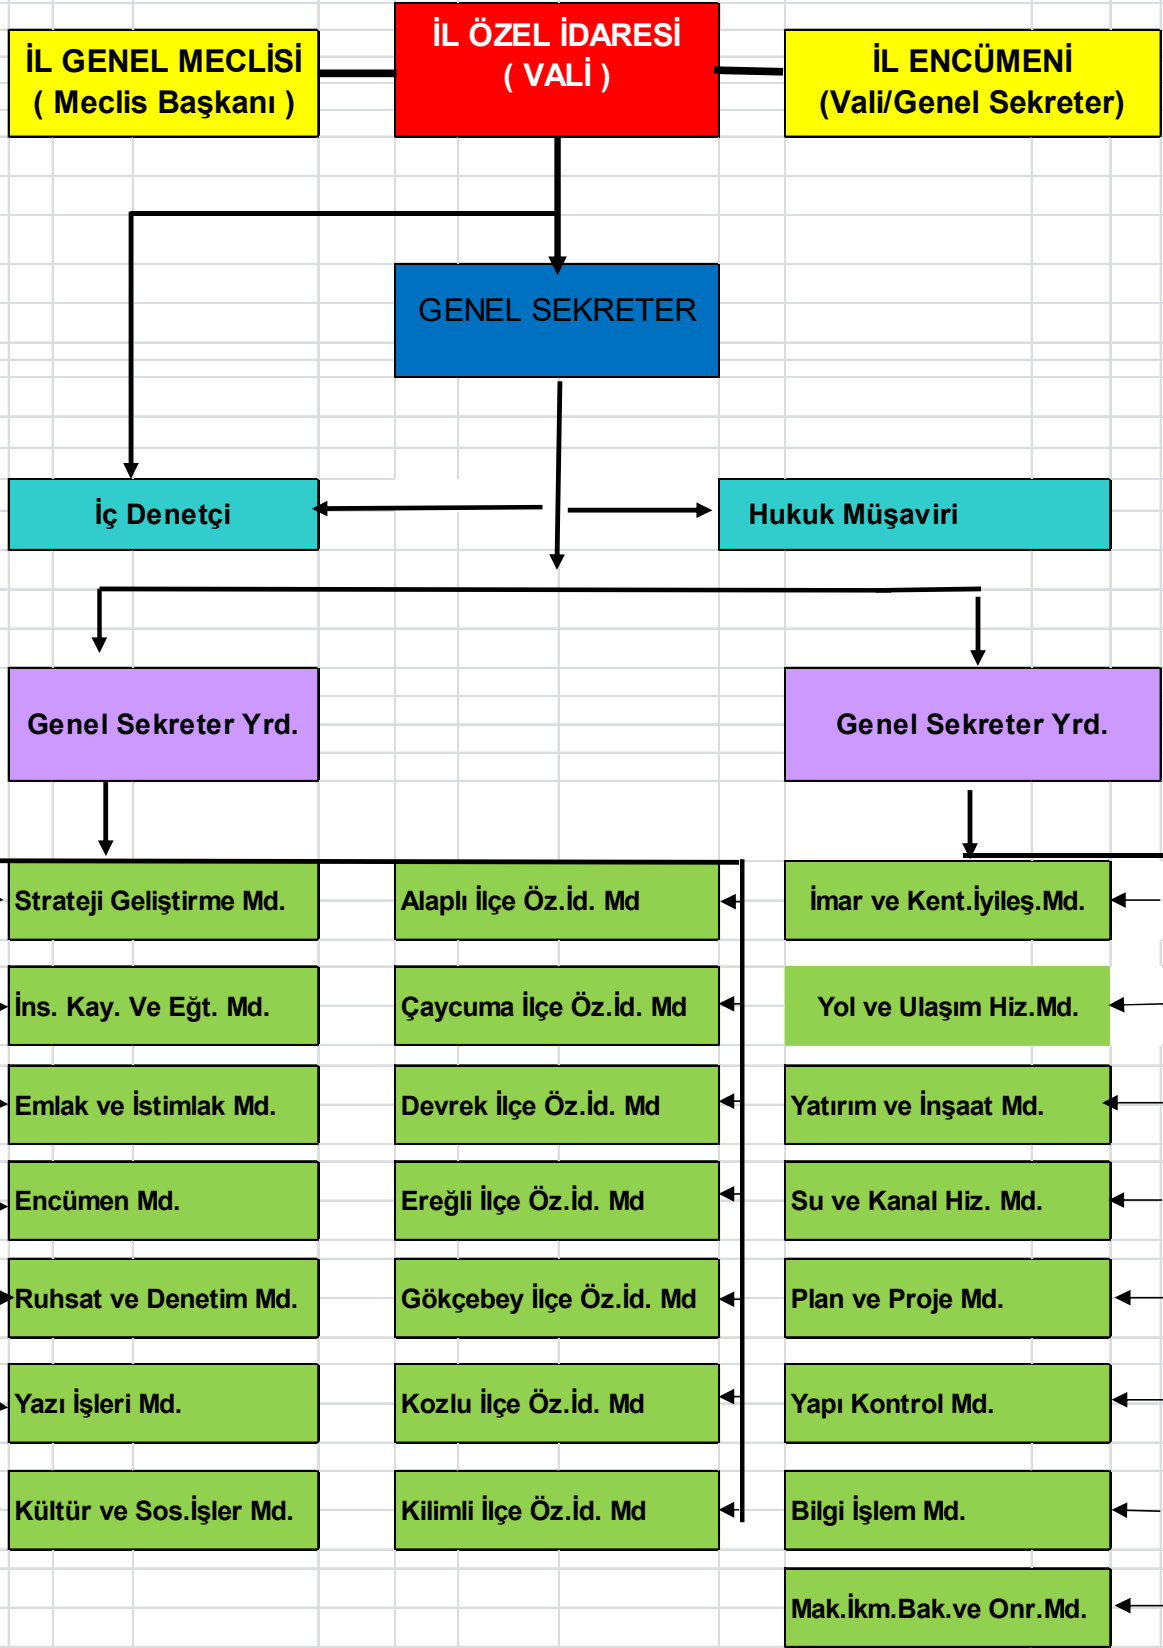 İL GENEL MECLİSİ
( Meclis Başkanı )
İL ÖZEL İDARESİ
( VALİ )
İL ENCÜMENİ
(Vali/Genel Sekreter)
GENEL SEKRETER
İç Denetçi
Hukuk Müşaviri
Genel Sekreter Yrd.
Genel Sekreter Yrd.
Strateji Geliştirme Md.
Alaplı İlçe Öz.İd. Md
İmar ve Kent.İyileş.Md.
İns. Kay. Ve Eğt. Md.
Çaycuma İlçe Öz.İd. Md
Yol ve Ulaşım Hiz.Md.
Emlak ve İstimlak Md.
Devrek İlçe Öz.İd. Md
Yatırım ve İnşaat Md.
Encümen Md.
Ereğli İlçe Öz.İd. Md
Su ve Kanal Hiz. Md.
Ruhsat ve Denetim Md.
Gökçebey İlçe Öz.İd. Md
Plan ve Proje Md.
Yazı İşleri Md.
Kozlu İlçe Öz.İd. Md
Yapı Kontrol Md.
Kültür ve Sos.İşler Md.
Kilimli İlçe Öz.İd. Md
Bilgi İşlem Md.
Mak.İkm.Bak.ve Onr.Md.